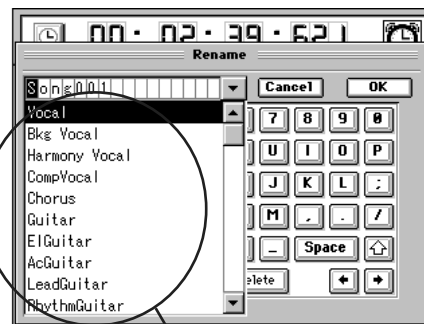 00 · 02 · 39 · 621
Rename
Song001
Cancel
OK
Vocal
Bkg Vocal
Harmony Vocal
CompVocal
Chorus
Guitar
ElGuitar
AcGuitar
LeadGuitar
RhythmGuitar
7 8 9 0
U I O P
J K L ;
M , . /
_ Space
elete